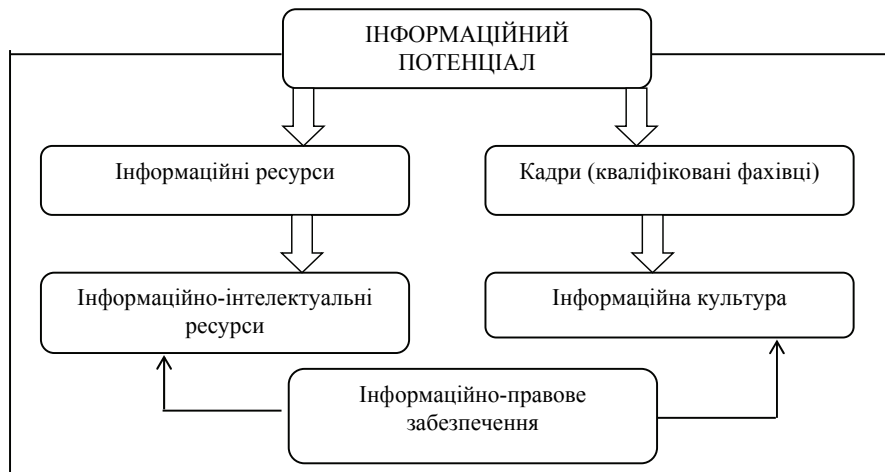 ІНФОРМАЦІЙНИЙ
ПОТЕНЦІАЛ
Інформаційні ресурси
Кадри (кваліфіковані фахівці)
Інформаційно-інтелектуальні
ресурси
Інформаційна культура
Інформаційно-правове
забезпечення